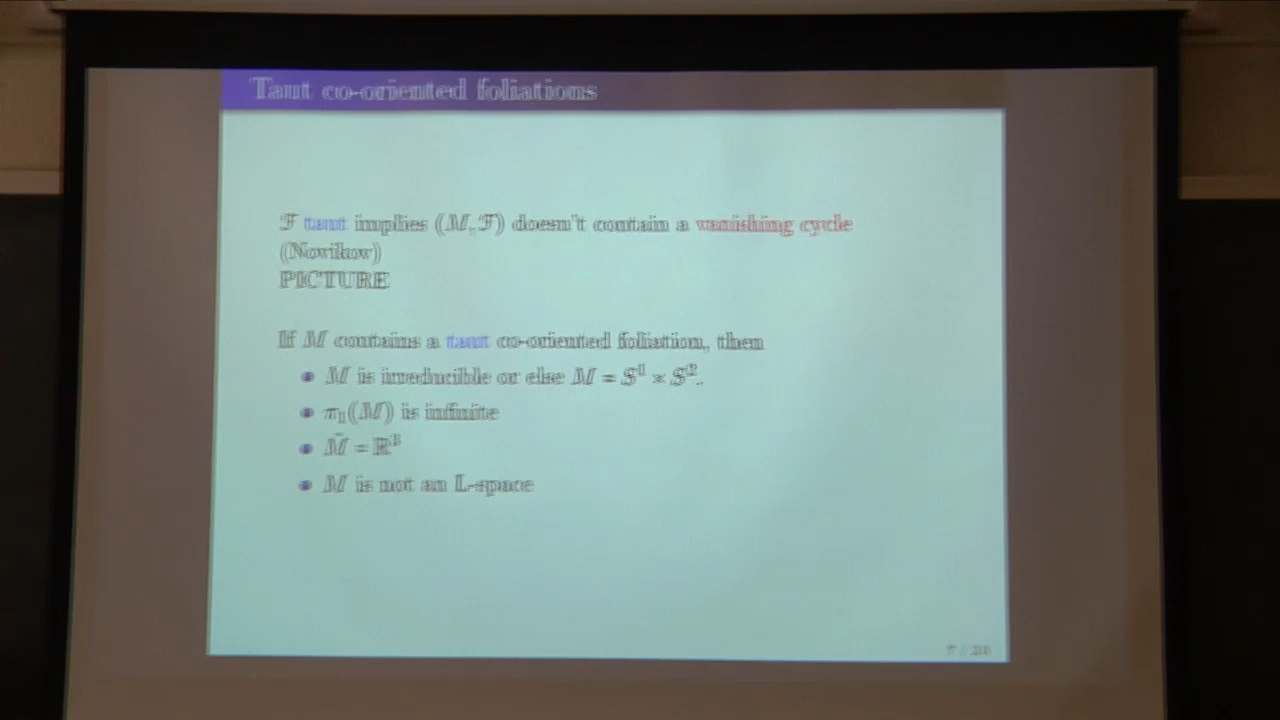 Taut co-oriented foliations
ℱ taut implies (M, ℱ) doesn't contain a vanishing cycle
(Novikov)
PICTURE
If M contains a taut co-oriented foliation, then
• M is irreducible or else M = S¹ × S².
• π₁(M) is infinite
• M̃ = ℝ³
• M is not an L-space